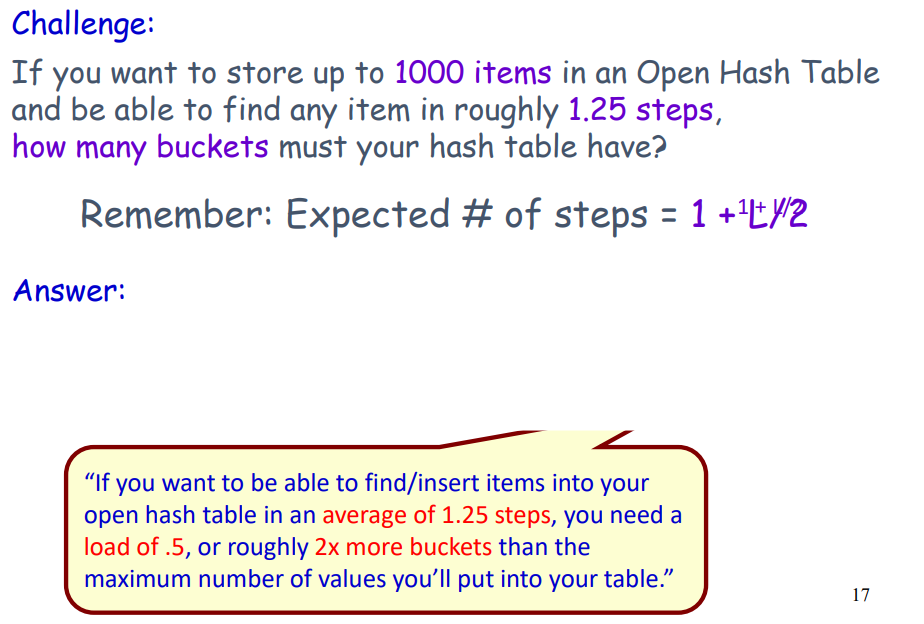 Challenge:
If you want to store up to 1000 items in an Open Hash Table
and be able to find any item in roughly 1.25 steps,
how many buckets must your hash table have?
Remember: Expected # of steps = 1 + L/2
Answer:
“If you want to be able to find/insert items into your
open hash table in an average of 1.25 steps, you need a
load of .5, or roughly 2x more buckets than the
maximum number of values you’ll put into your table.”
17